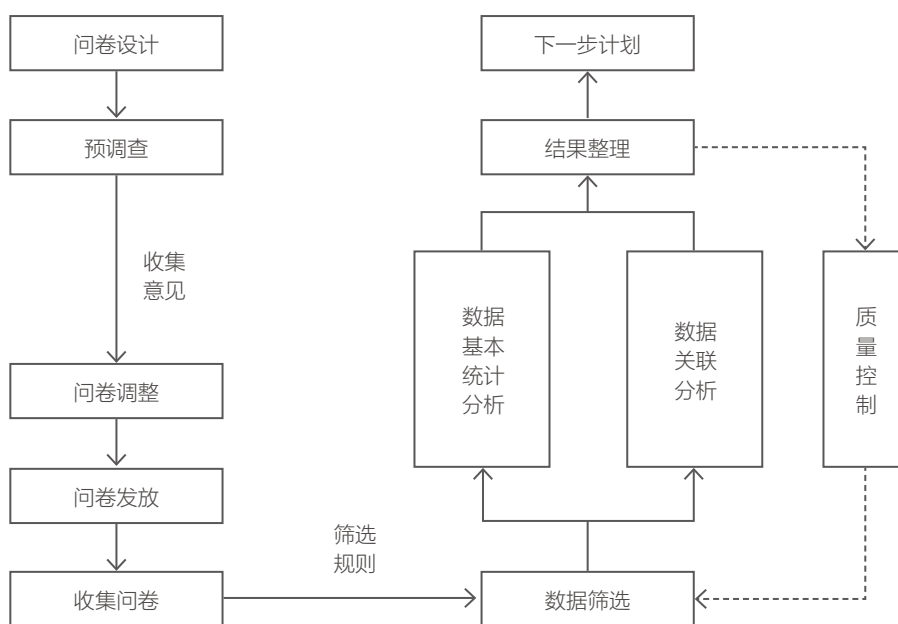 问卷设计
预调查
收集
意见
问卷调整
问卷发放
收集问卷
筛选
规则
下一步计划
结果整理
数据
基本
统计
分析
数据
关联
分析
质
量
控
制
数据筛选